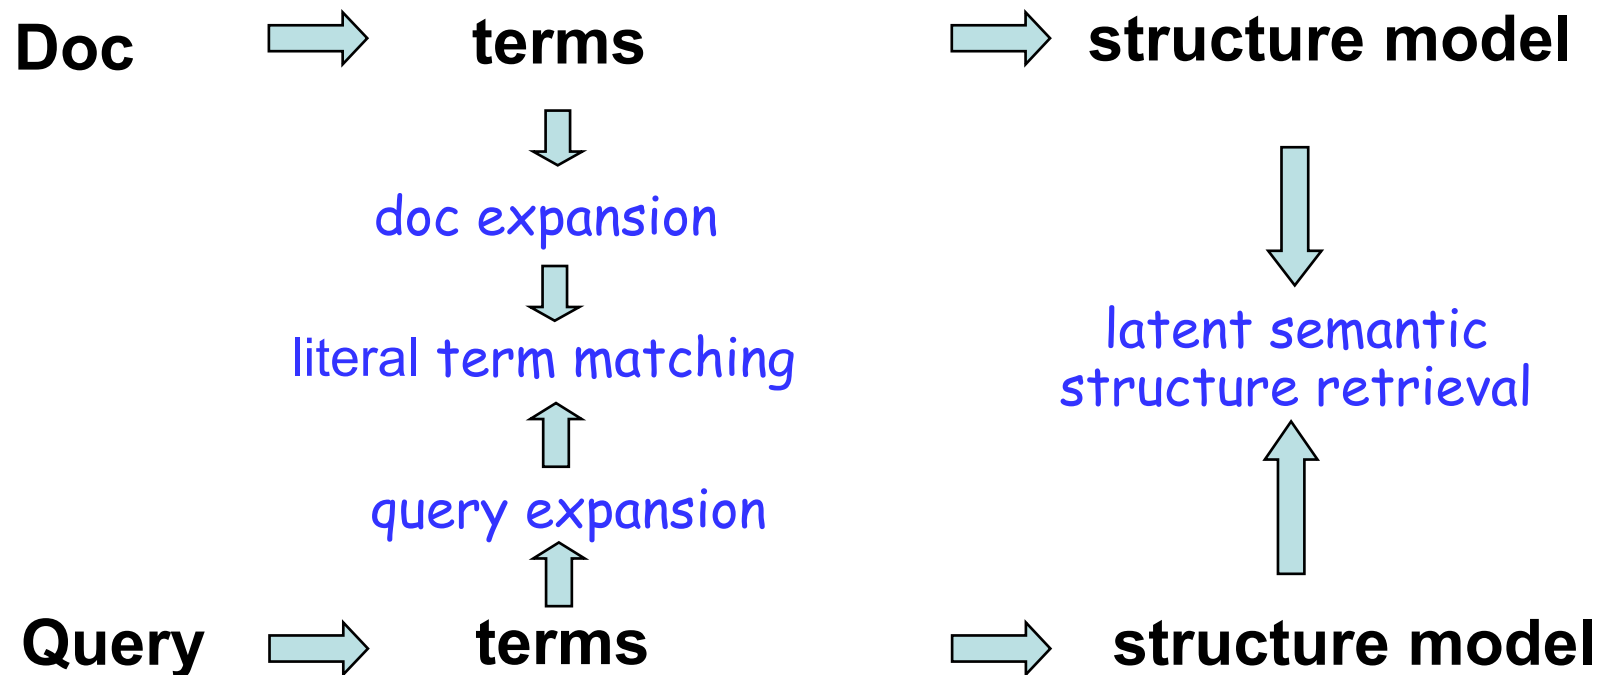 Doc terms structure model
doc expansion
literal term matching
latent semantic
structure retrieval
query expansion
Query terms structure model